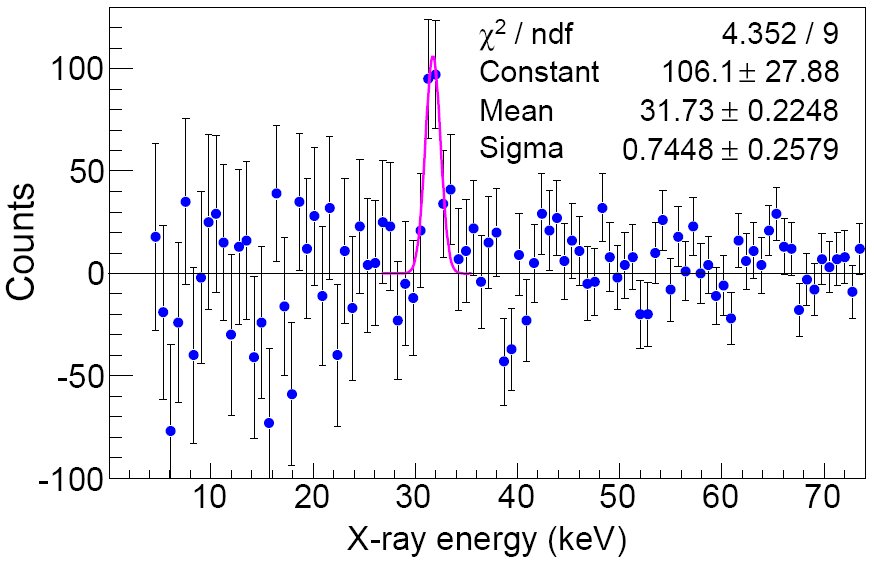 χ² / ndf 4.352 / 9
Constant 106.1 ± 27.88
Mean 31.73 ± 0.2248
Sigma 0.7448 ± 0.2579
100
50
0
-50
-100
Counts
10 20 30 40 50 60 70
X-ray energy (keV)